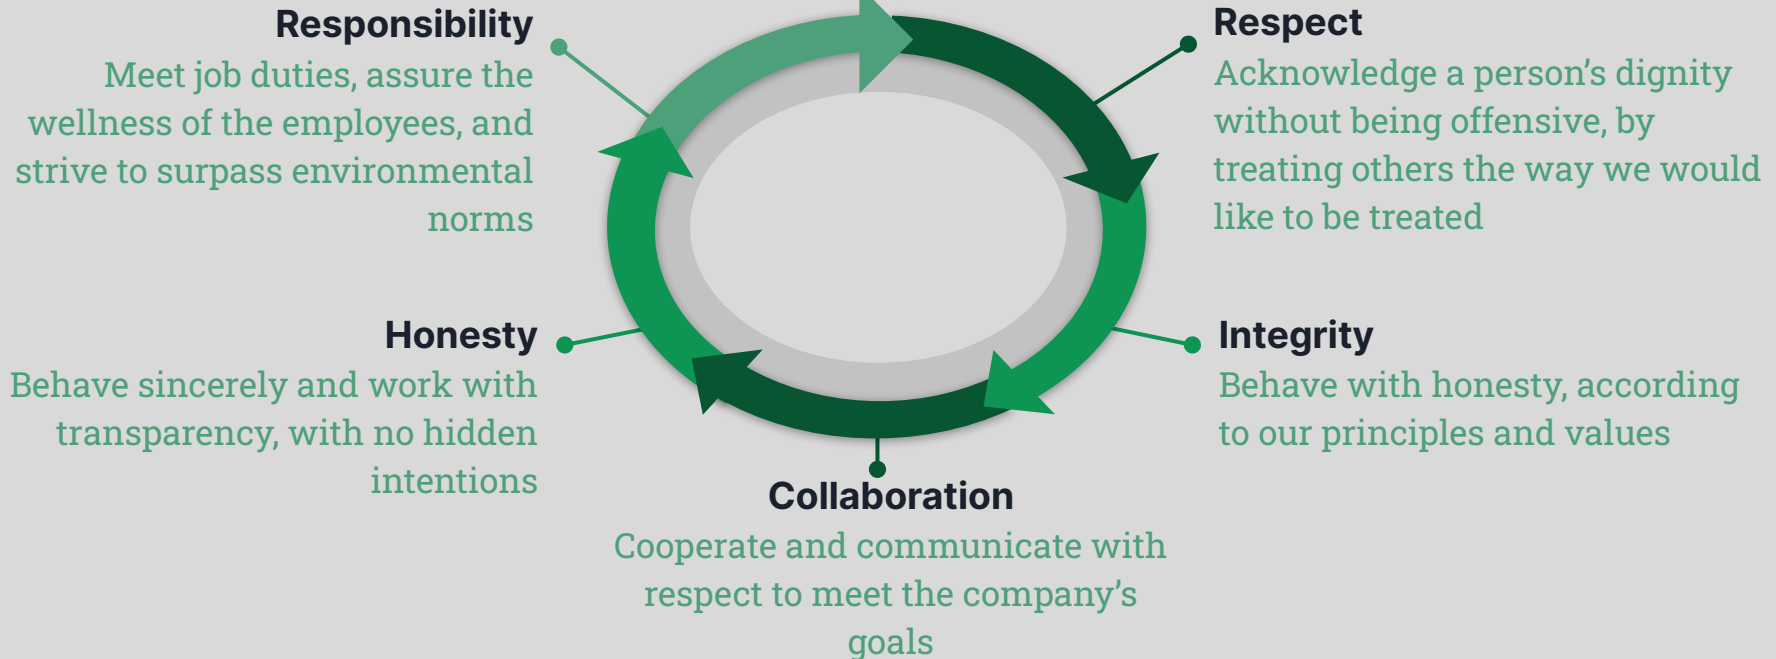 Responsibility
Meet job duties, assure the
wellness of the employees, and
strive to surpass environmental
norms
Respect
Acknowledge a person’s dignity
without being offensive, by
treating others the way we would
like to be treated
Honesty
Behave sincerely and work with
transparency, with no hidden
intentions
Integrity
Behave with honesty, according
to our principles and values
Collaboration
Cooperate and communicate with
respect to meet the company’s
goals